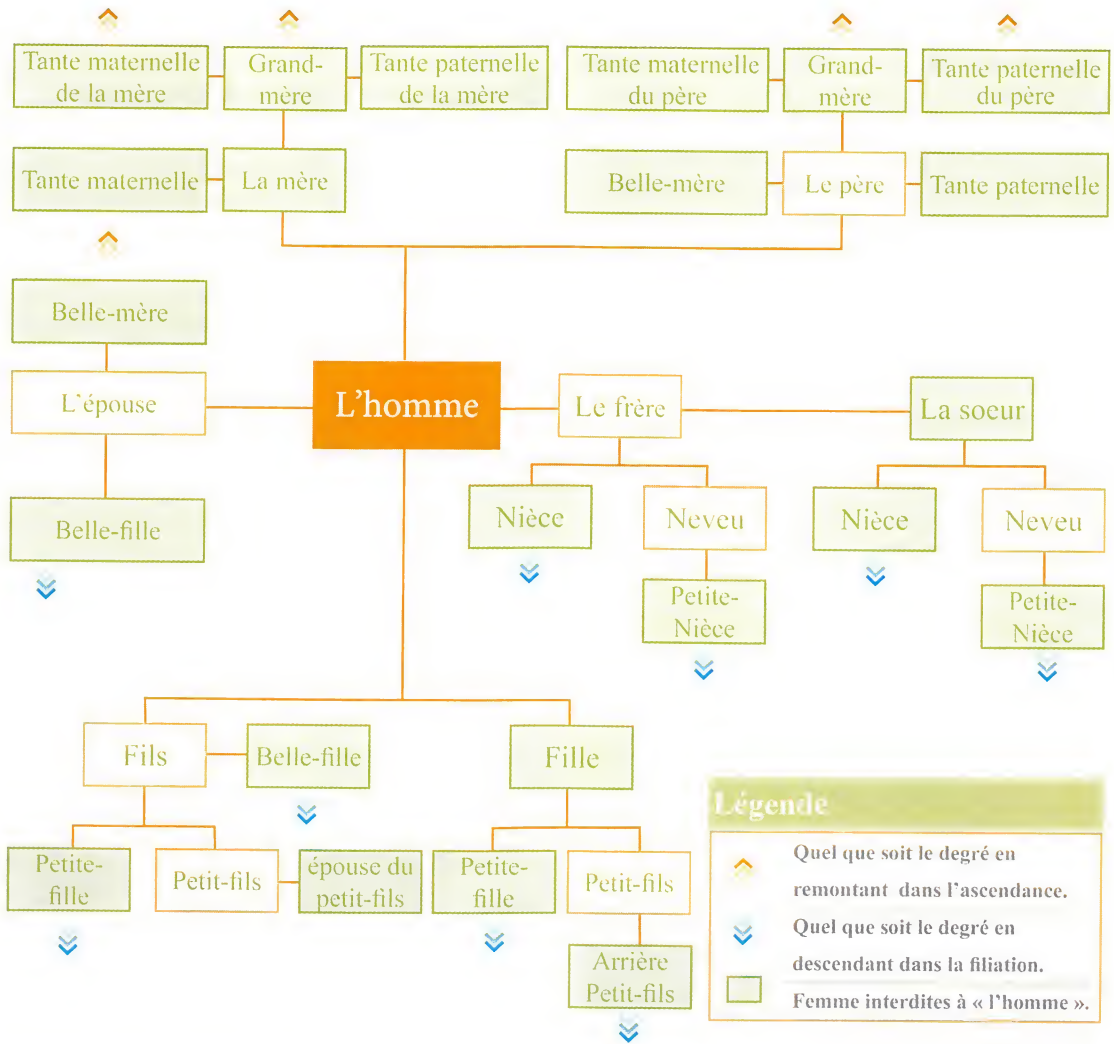 Tante maternelle
de la mère
Grand-
mère
Tante paternelle
de la mère
Tante maternelle
du père
Grand-
mère
Tante paternelle
du père
Tante maternelle
La mère
Belle-mère
Le père
Tante paternelle
Belle-mère
L'épouse
L'homme
Le frère
La soeur
Belle-fille
Nièce
Neveu
Nièce
Neveu
Petite-
Nièce
Petite-
Nièce
Fils
Belle-fille
Fille
Petite-
fille
Petit-fils
épouse du
petit-fils
Petite-
fille
Petit-fils
Arrière
Petit-fils
Légende
Quel que soit le degré en
remontant dans l'ascendance.
Quel que soit le degré en
descendant dans la filiation.
Femme interdites à « l'homme ».